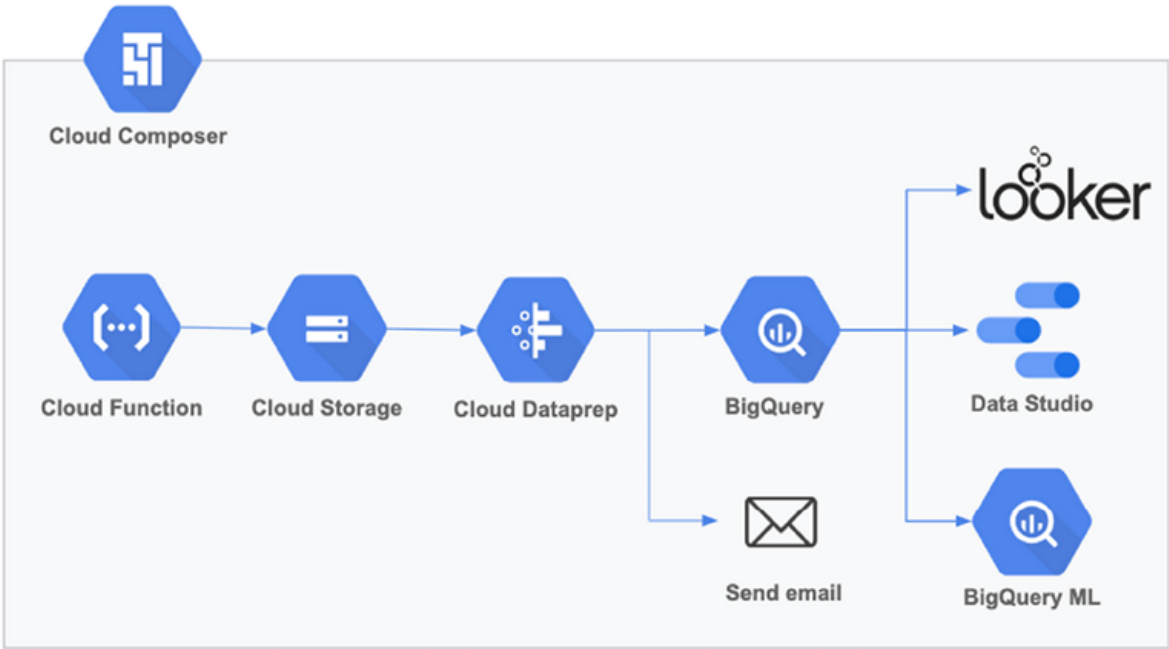 Cloud Composer
looker
Cloud Function
Cloud Storage
Cloud Dataprep
BigQuery
Data Studio
Send email
BigQuery ML